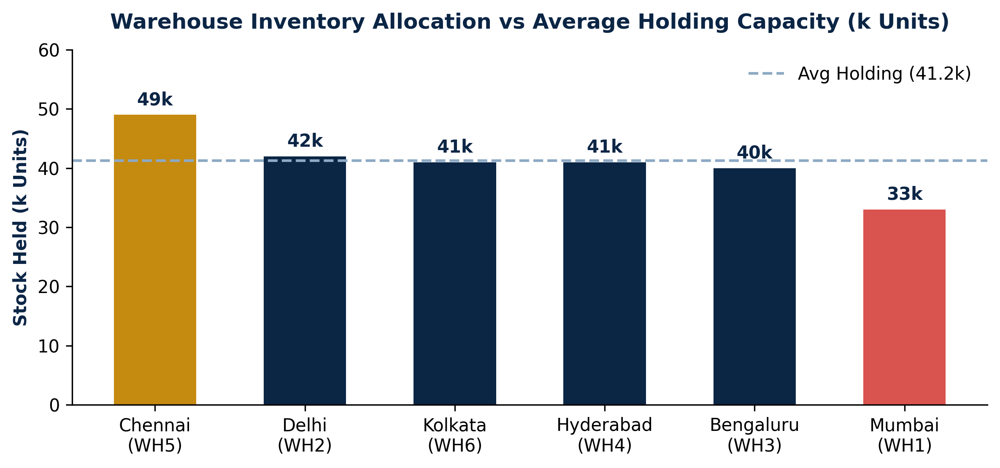 Warehouse Inventory Allocation vs Average Holding Capacity (k Units)
Avg Holding (41.2k)
Stock Held (k Units)
60
50
40
30
20
10
0
49k
42k
41k
41k
40k
33k
Chennai
(WH5)
Delhi
(WH2)
Kolkata
(WH6)
Hyderabad
(WH4)
Bengaluru
(WH3)
Mumbai
(WH1)